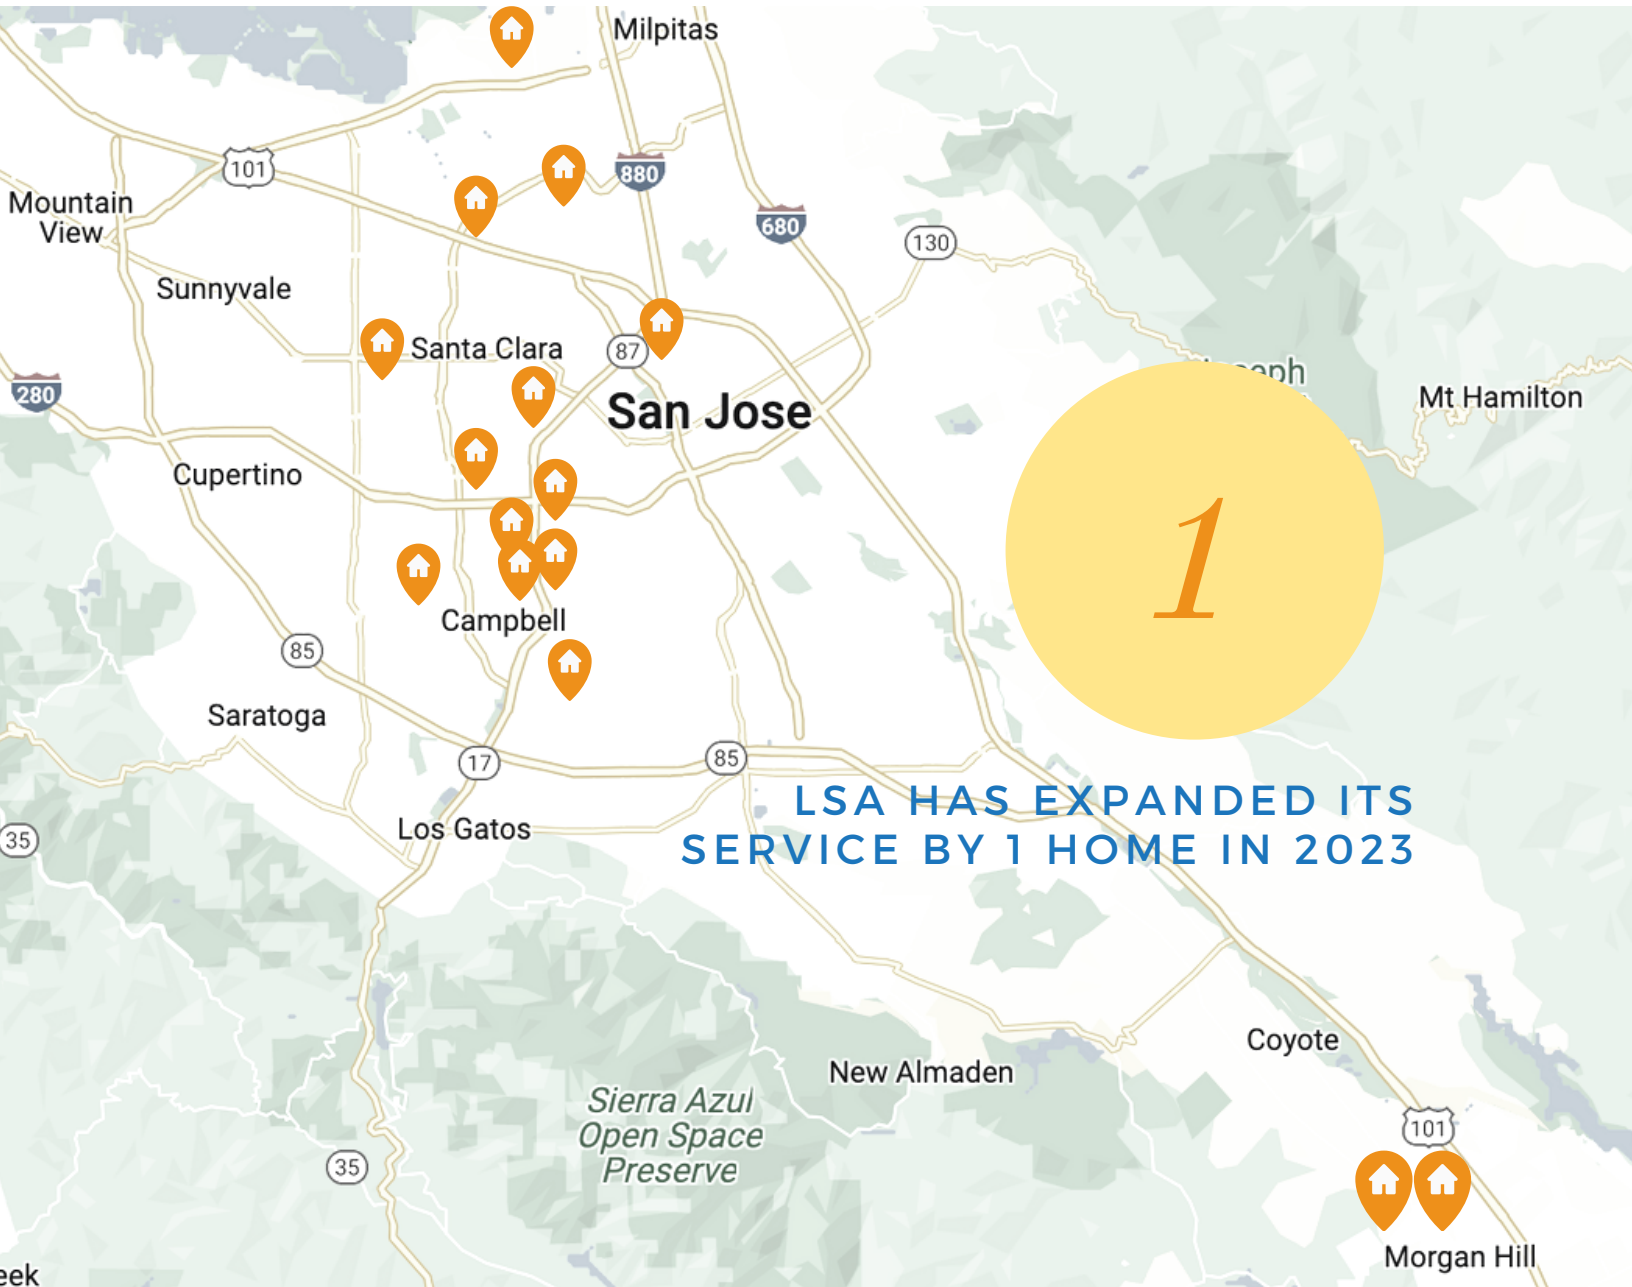 Milpitas
101
880
Mountain
View
680
130
Sunnyvale
Santa Clara
87
280
San Jose
Mt Hamilton
Cupertino
1
Campbell
85
Saratoga
17
85
LSA HAS EXPANDED ITS
SERVICE BY 1 HOME IN 2023
Los Gatos
35
Coyote
New Almaden
Sierra Azul
Open Space
Preserve
101
35
Morgan Hill